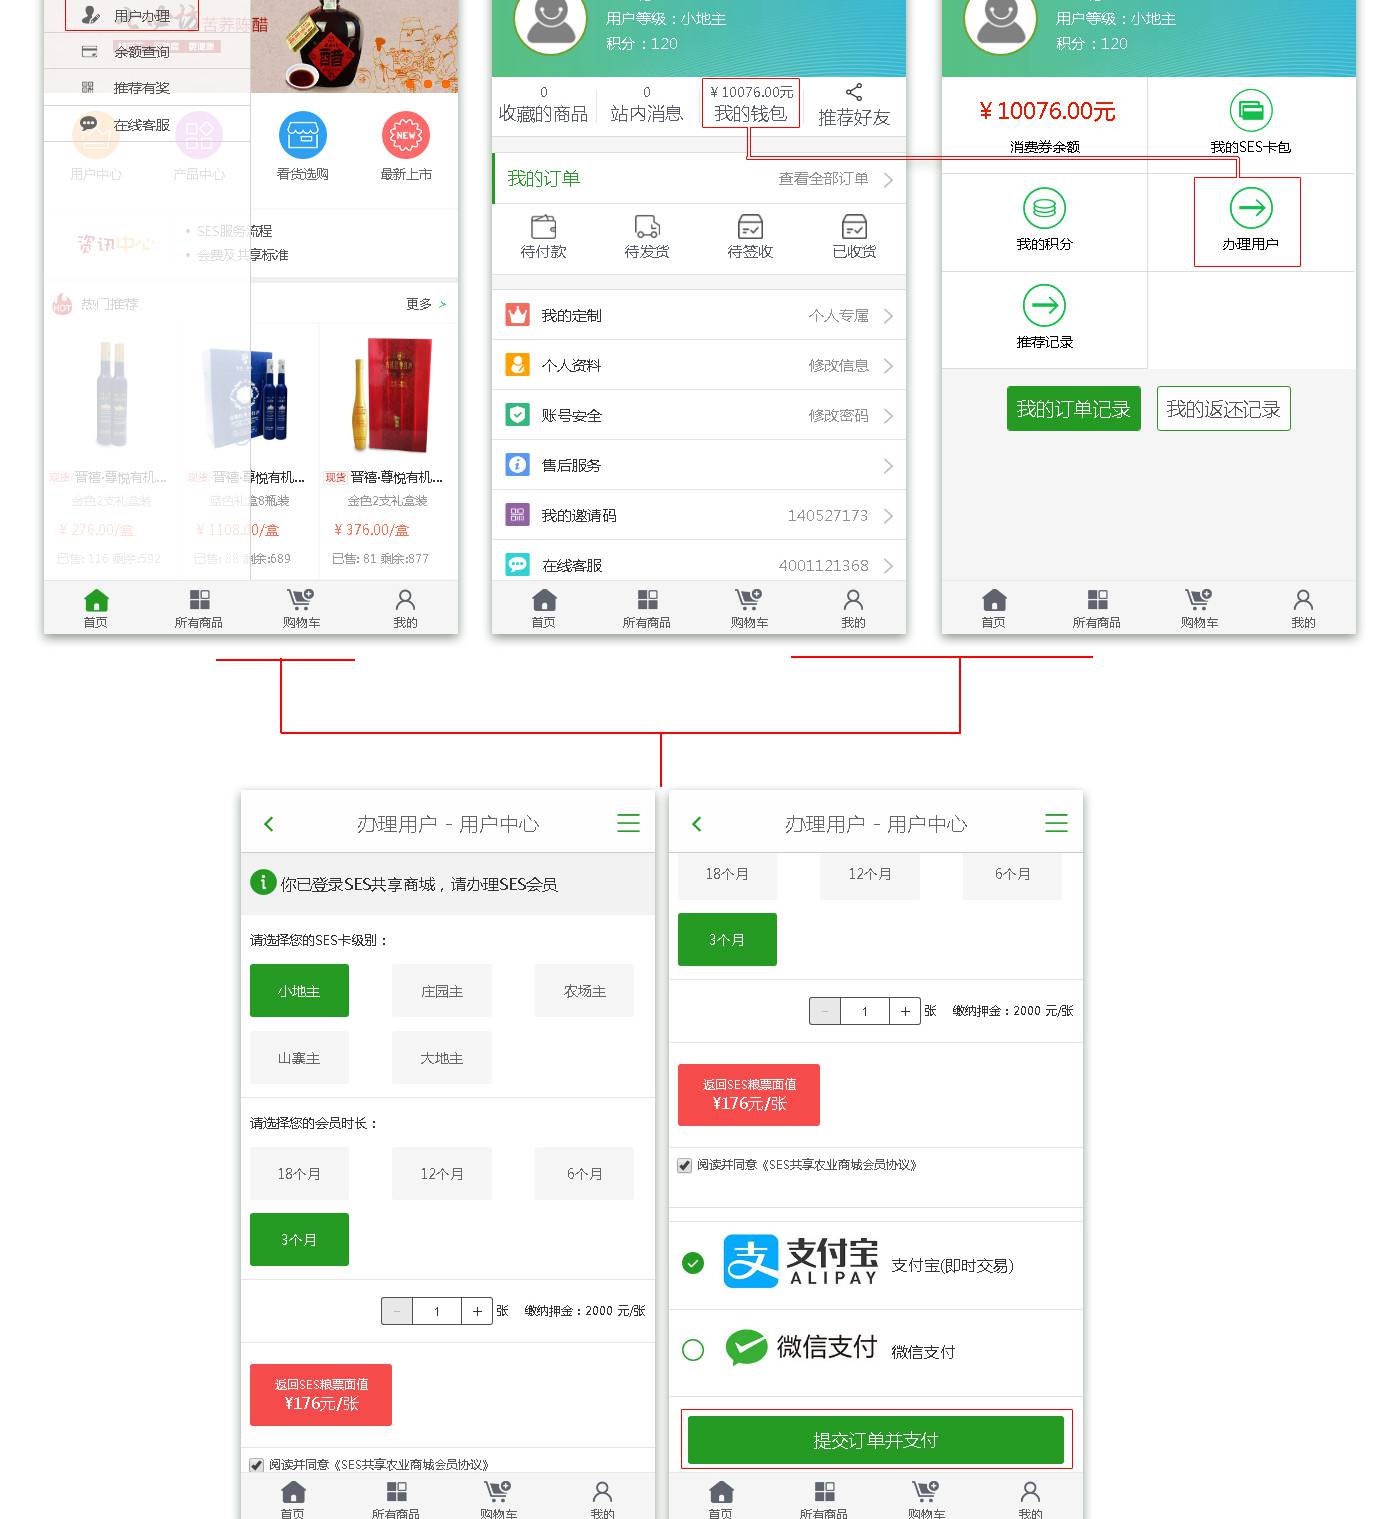 用户办理
苦荞陈醋
余额查询
推荐有奖
在线客服
用户中心
产品中心
看货选购
最新上市
NEW
资讯中心
• SES服务流程
• 会费及共享标准
HOT
热门推荐
更多 >
现货 晋禧·尊悦有机...
金色2支礼盒装
¥ 276.00/盒
已售: 116 剩余:592
现货 晋禧·尊悦有机...
蓝色礼盒8瓶装
¥ 1108.00/盒
已售: 88 剩余:689
现货 晋禧·尊悦有机...
金色2支礼盒装
¥ 376.00/盒
已售: 81 剩余:877
首页
所有商品
购物车
我的
用户等级：小地主
积分：120
0
收藏的商品
0
站内消息
¥ 10076.00元
我的钱包
推荐好友
我的订单
查看全部订单
待付款
待发货
待签收
已收货
我的定制
个人专属
个人资料
修改信息
账号安全
修改密码
售后服务
我的邀请码
140527173
在线客服
4001121368
首页
所有商品
购物车
我的
用户等级：小地主
积分：120
¥ 10076.00元
消费券余额
我的SES卡包
我的积分
办理用户
推荐记录
我的订单记录
我的返还记录
首页
所有商品
购物车
我的
办理用户 - 用户中心
你已登录SES共享商城，请办理SES会员
请选择您的SES卡级别：
小地主
庄园主
农场主
山寨主
大地主
请选择您的会员时长：
18个月
12个月
6个月
3个月
- 1 + 张 缴纳押金：2000 元/张
返回SES粮票面值
¥176元/张
阅读并同意《SES共享农业商城会员协议》
首页
所有商品
购物车
我的
办理用户 - 用户中心
18个月
12个月
6个月
3个月
- 1 + 张 缴纳押金：2000 元/张
返回SES粮票面值
¥176元/张
阅读并同意《SES共享农业商城会员协议》
支 支付宝
ALIPAY
支付宝(即时交易)
微信支付
微信支付
提交订单并支付
首页
所有商品
购物车
我的